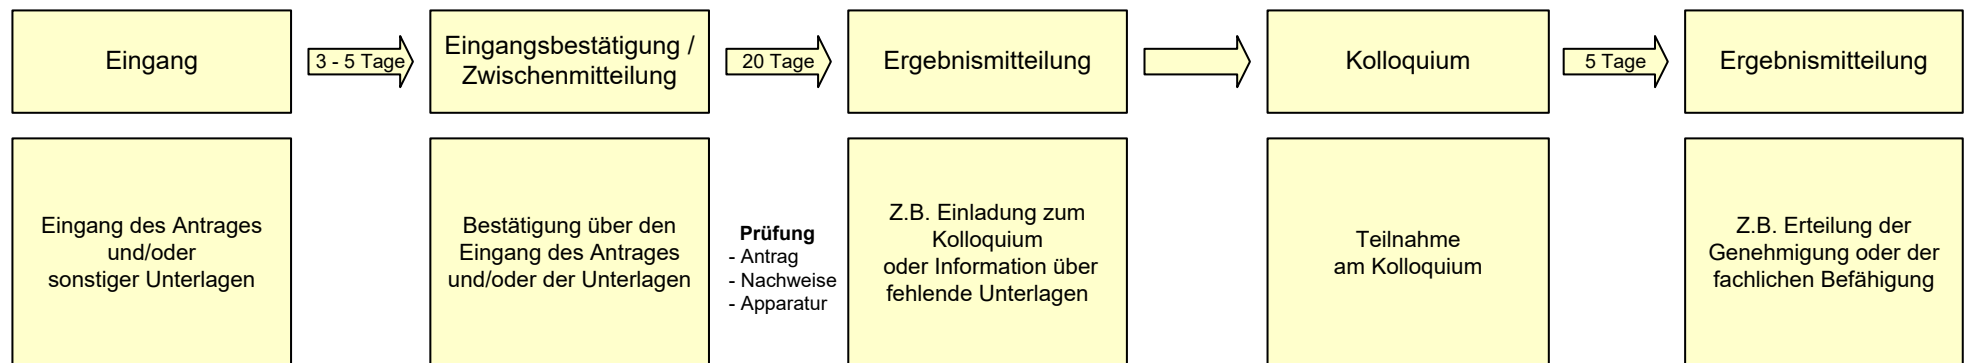 Eingang
3 - 5 Tage
Eingangsbestätigung /
Zwischenmitteilung
20 Tage
Ergebnismitteilung
Kolloquium
5 Tage
Ergebnismitteilung
Eingang des Antrages
und/oder
sonstiger Unterlagen
Bestätigung über den
Eingang des Antrages
und/oder der Unterlagen
Prüfung
- Antrag
- Nachweise
- Apparatur
Z.B. Einladung zum
Kolloquium
oder Information über
fehlende Unterlagen
Teilnahme
am Kolloquium
Z.B. Erteilung der
Genehmigung oder der
fachlichen Befähigung